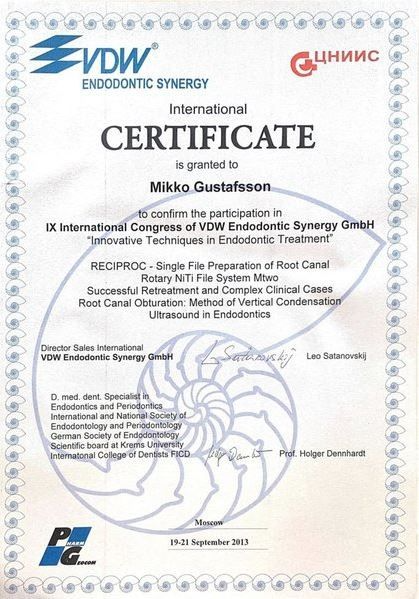 VDW®
ENDODONTIC SYNERGY
ЦНИИС
International
CERTIFICATE
is granted to
Mikko Gustafsson
to confirm the participation in
IX International Congress of VDW Endodontic Synergy GmbH
"Innovative Techniques in Endodontic Treatment"
RECIPROC - Single File Preparation of Root Canal
Rotary NiTi File System Mtwo
Successful Retreatment and Complex Clinical Cases
Root Canal Obturation: Method of Vertical Condensation
Ultrasound in Endodontics
Director Sales International
VDW Endodontic Synergy GmbH
L. Satanovskij
Leo Satanovskij
D. med. dent. Specialist in
Endodontics and Periodontics
International and National Society of
Endodontology and Periodontology
German Society of Endodontology
Scientific board at Krems University
International College of Dentists FICD
Prof. Holger Dennhardt
Moscow
19-21 September 2013
PHARM
GEOCOM